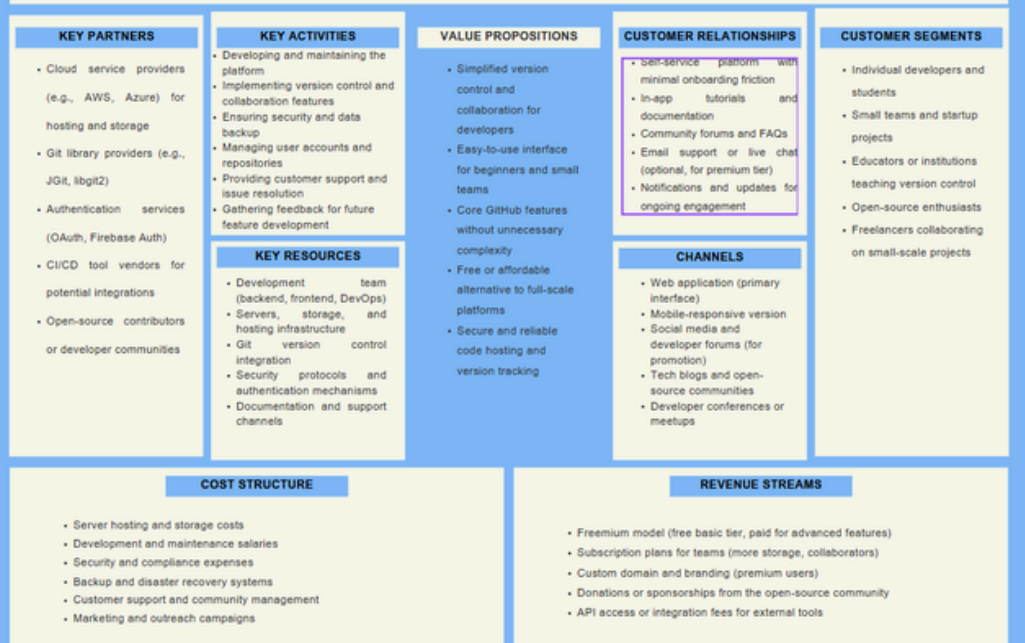 KEY PARTNERS
• Cloud service providers
(e.g., AWS, Azure) for
hosting and storage
• Git library providers (e.g.,
JGit, libgit2)
• Authentication services
(OAuth, Firebase Auth)
• CI/CD tool vendors for
potential integrations
• Open-source contributors
or developer communities
KEY ACTIVITIES
• Developing and maintaining the
platform
• Implementing version control and
collaboration features
• Ensuring security and data
backup
• Managing user accounts and
repositories
• Providing customer support and
issue resolution
• Gathering feedback for future
feature development
KEY RESOURCES
• Development team
(backend, frontend, DevOps)
• Servers, storage, and
hosting infrastructure
• Git version control
integration
• Security protocols and
authentication mechanisms
• Documentation and support
channels
VALUE PROPOSITIONS
• Simplified version
control and
collaboration for
developers
• Easy-to-use interface
for beginners and small
teams
• Core GitHub features
without unnecessary
complexity
• Free or affordable
alternative to full-scale
platforms
• Secure and reliable
code hosting and
version tracking
CUSTOMER RELATIONSHIPS
• Self-service platform with
minimal onboarding friction
• In-app tutorials and
documentation
• Community forums and FAQs
• Email support or live chat
(optional, for premium tier)
• Notifications and updates for
ongoing engagement
CHANNELS
• Web application (primary
interface)
• Mobile-responsive version
• Social media and
developer forums (for
promotion)
• Tech blogs and open-
source communities
• Developer conferences or
meetups
CUSTOMER SEGMENTS
• Individual developers and
students
• Small teams and startup
projects
• Educators or institutions
teaching version control
• Open-source enthusiasts
• Freelancers collaborating
on small-scale projects
COST STRUCTURE
• Server hosting and storage costs
• Development and maintenance salaries
• Security and compliance expenses
• Backup and disaster recovery systems
• Customer support and community management
• Marketing and outreach campaigns
REVENUE STREAMS
• Freemium model (free basic tier, paid for advanced features)
• Subscription plans for teams (more storage, collaborators)
• Custom domain and branding (premium users)
• Donations or sponsorships from the open-source community
• API access or integration fees for external tools